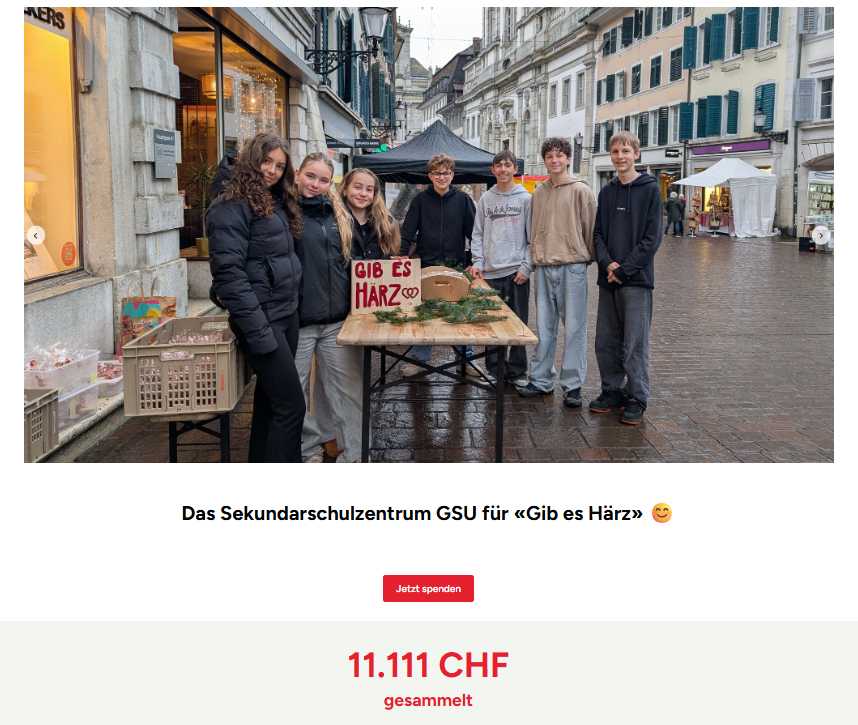 KERS
GIB ES
HÄRZ
Das Sekundarschulzentrum GSU für «Gib es Härz» 😊
Jetzt spenden
11.111 CHF
gesammelt